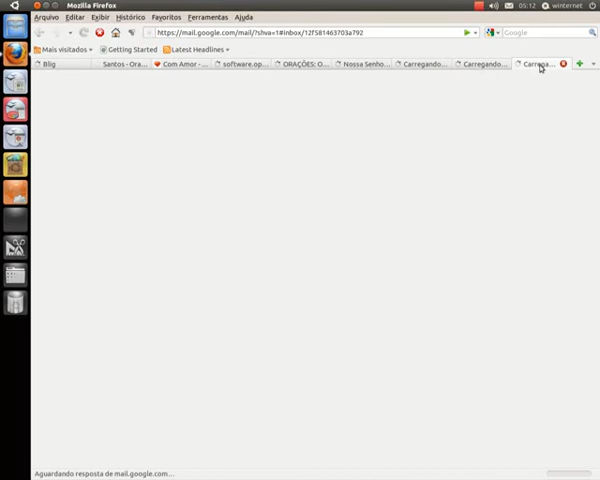 Mozilla Firefox
05:12 winternet
Arquivo Editar Exibir Histórico Favoritos Ferramentas Ajuda
https://mail.google.com/mail/?shva=1#inbox/12f581463703a792
Google
Mais visitados Getting Started Latest Headlines
Blig Santos - Ora... Com Amor - ... software.op... ORAÇÕES: O... Nossa Senho... Carregando... Carregando... Carrega...
Aguardando resposta de mail.google.com...